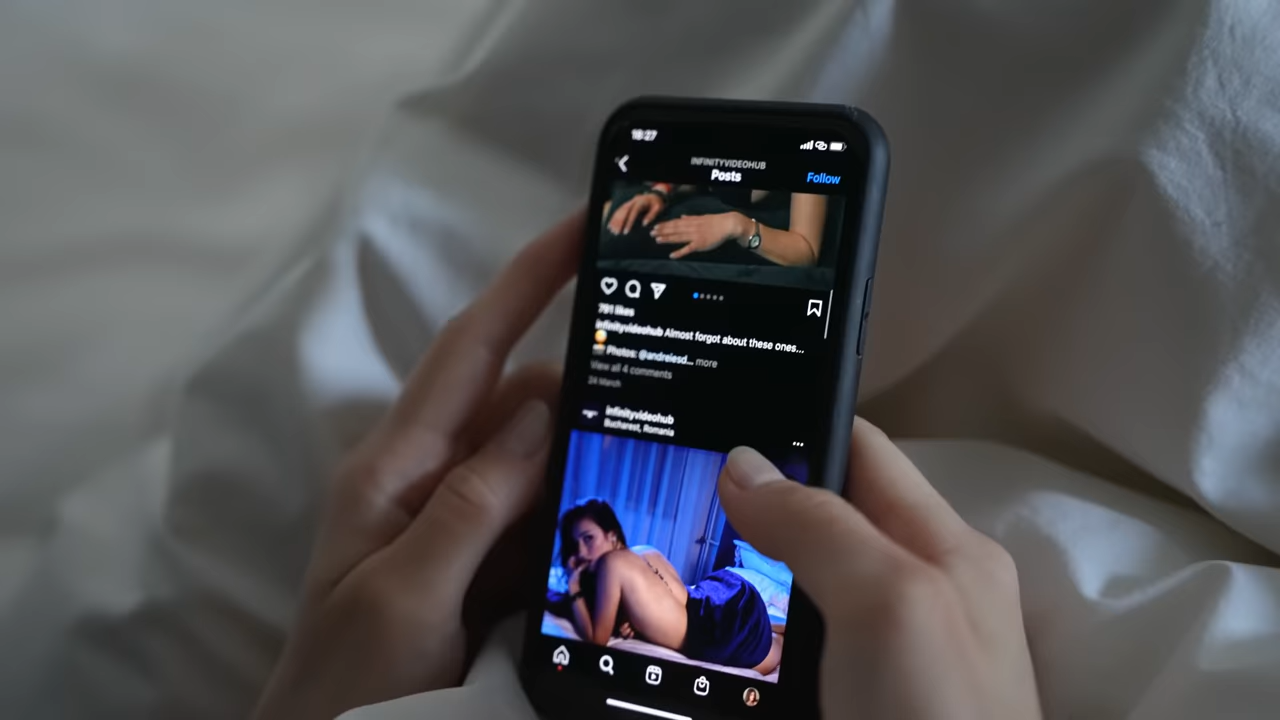 18:27
INFINITYVIDEOHUB
Posts
Follow
791 likes
infinityvideohub Almost forgot about these ones...
Photos: @andreiesd... more
View all 4 comments
24 March
infinityvideohub
Bucharest, Romania